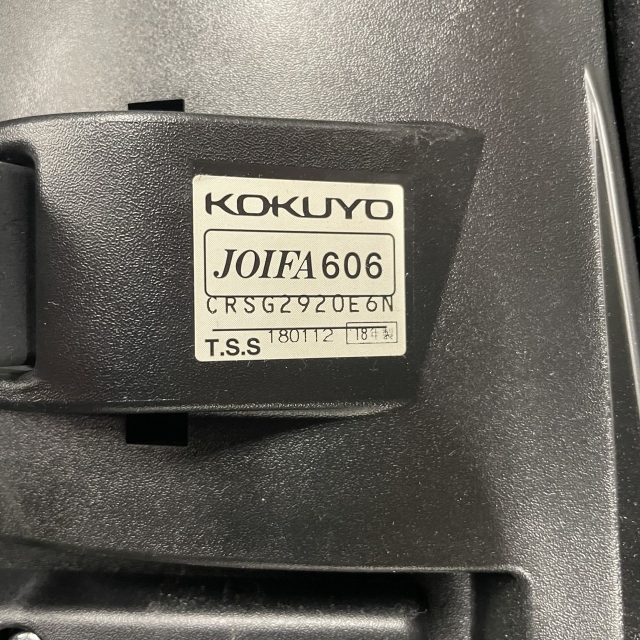 KOKUYO
JOIFA606
CRSG2920E6N
T.S.S 180112 18年製